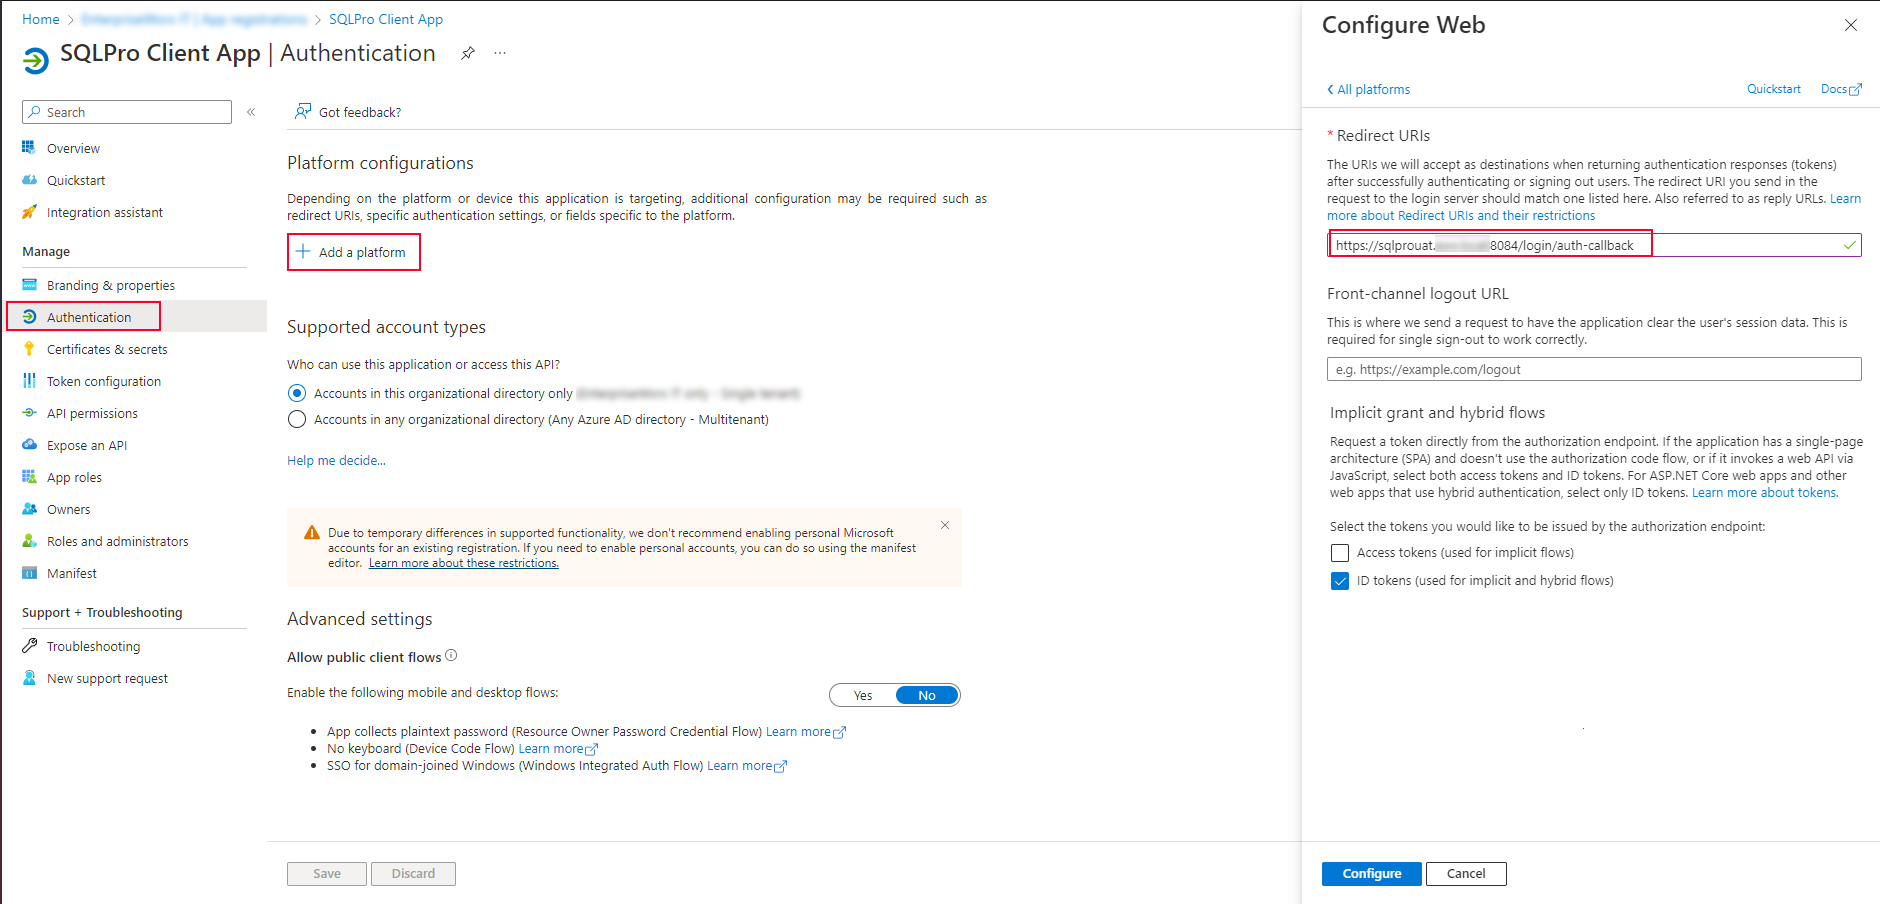 Home > > SQLPro Client App
SQLPro Client App | Authentication
Search
Overview
Quickstart
Integration assistant
Manage
Branding & properties
Authentication
Certificates & secrets
Token configuration
API permissions
Expose an API
App roles
Owners
Roles and administrators
Manifest
Support + Troubleshooting
Troubleshooting
New support request
Got feedback?
Platform configurations
Depending on the platform or device this application is targeting, additional configuration may be required such as
redirect URIs, specific authentication settings, or fields specific to the platform.
Add a platform
Supported account types
Who can use this application or access this API?
Accounts in this organizational directory only
Accounts in any organizational directory (Any Azure AD directory - Multitenant)
Help me decide...
Due to temporary differences in supported functionality, we don't recommend enabling personal Microsoft
accounts for an existing registration. If you need to enable personal accounts, you can do so using the manifest
editor. Learn more about these restrictions.
Advanced settings
Allow public client flows
Enable the following mobile and desktop flows:
Yes No
• App collects plaintext password (Resource Owner Password Credential Flow) Learn more
• No keyboard (Device Code Flow) Learn more
• SSO for domain-joined Windows (Windows Integrated Auth Flow) Learn more
Save Discard
Configure Web
All platforms
Quickstart Docs
* Redirect URIs
The URIs we will accept as destinations when returning authentication responses (tokens)
after successfully authenticating or signing out users. The redirect URI you send in the
request to the login server should match one listed here. Also referred to as reply URLs. Learn
more about Redirect URIs and their restrictions
https://sqlprouat. 8084/login/auth-callback
Front-channel logout URL
This is where we send a request to have the application clear the user's session data. This is
required for single sign-out to work correctly.
e.g. https://example.com/logout
Implicit grant and hybrid flows
Request a token directly from the authorization endpoint. If the application has a single-page
architecture (SPA) and doesn't use the authorization code flow, or if it invokes a web API via
JavaScript, select both access tokens and ID tokens. For ASP.NET Core web apps and other
web apps that use hybrid authentication, select only ID tokens. Learn more about tokens.
Select the tokens you would like to be issued by the authorization endpoint:
Access tokens (used for implicit flows)
ID tokens (used for implicit and hybrid flows)
Configure Cancel